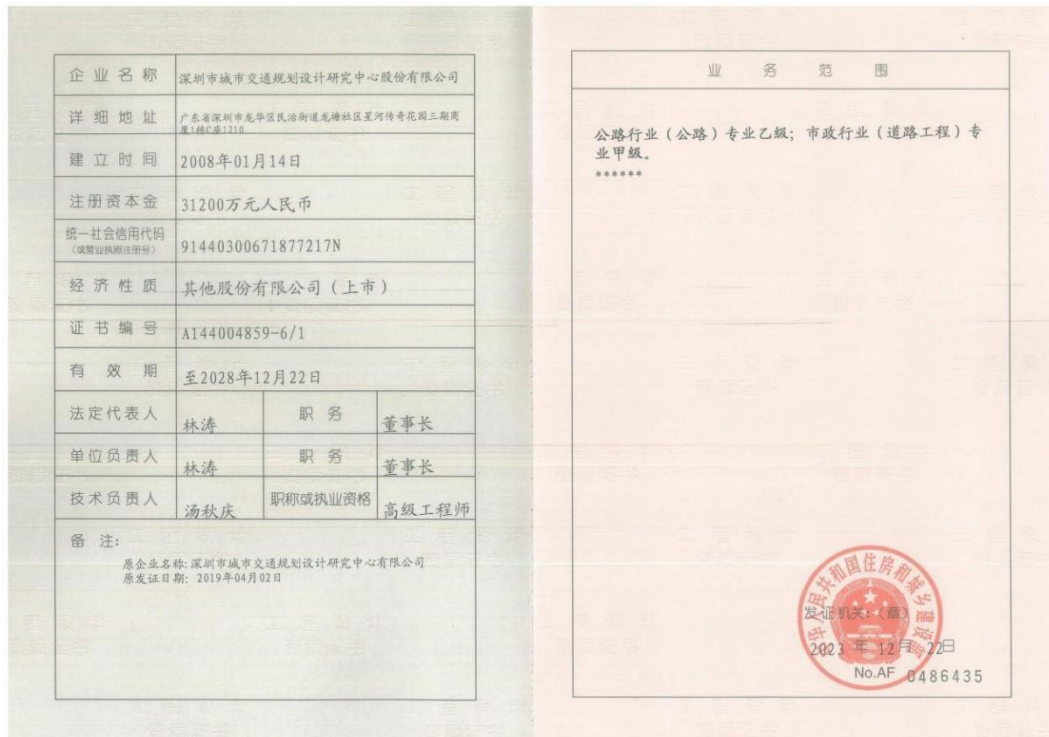 企业名称 深圳市城市交通规划设计研究中心股份有限公司
详细地址 广东省深圳市龙华区民治街道龙塘社区星河传奇花园三期商
厦1栋C座1210
建立时间 2008年01月14日
注册资本金 31200万元人民币
统一社会信用代码
(或营业执照注册号) 91440300671877217N
经济性质 其他股份有限公司(上市)
证书编号 A144004859-6/1
有效期 至2028年12月22日
法定代表人 林涛 职务 董事长
单位负责人 林涛 职务 董事长
技术负责人 汤秋庆 职称或执业资格 高级工程师
备注:
原企业名称:深圳市城市交通规划设计研究中心有限公司
原发证日期: 2019年04月02日
业务范围
公路行业(公路)专业乙级; 市政行业(道路工程)专
业甲级。
******
中华人民共和国住房和城乡建设部
发证机关:(章)
2023 年 12月 22日
No.AF 0486435